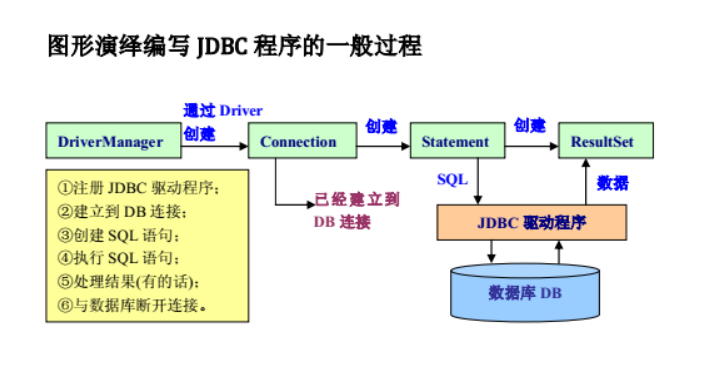 图形演绎编写 JDBC 程序的一般过程
通过 Driver
创建
创建
创建
DriverManager
Connection
Statement
ResultSet
SQL
数据
已经建立到
DB 连接
①注册 JDBC 驱动程序;
②建立到 DB 连接;
③创建 SQL 语句;
④执行 SQL 语句;
⑤处理结果(有的话);
⑥与数据库断开连接。
JDBC 驱动程序
数据库 DB